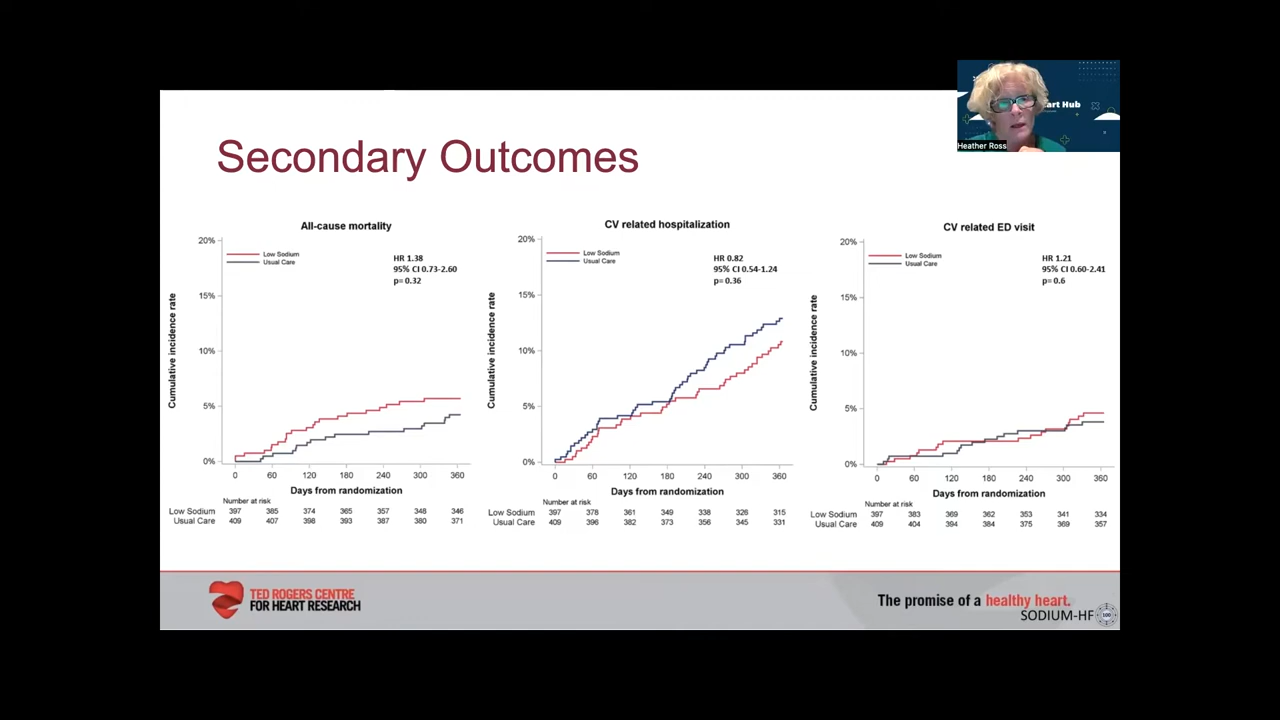 art Hub
Heather Ross
Secondary Outcomes
All-cause mortality
20%
15%
10%
5%
0%
Cumulative incidence rate
Low Sodium
Usual Care
HR 1.38
95% CI 0.73-2.60
p= 0.32
0 60 120 180 240 300 360
Days from randomization
Number at risk
Low Sodium 397 385 374 365 357 348 346
Usual Care 409 407 398 393 387 380 371
CV related hospitalization
20%
15%
10%
5%
0%
Cumulative incidence rate
Low Sodium
Usual Care
HR 0.82
95% CI 0.54-1.24
p= 0.36
0 60 120 180 240 300 360
Days from randomization
Number at risk
Low Sodium 397 378 361 349 338 326 315
Usual Care 409 396 382 373 356 345 331
CV related ED visit
20%
15%
10%
5%
0%
Cumulative incidence rate
Low Sodium
Usual Care
HR 1.21
95% CI 0.60-2.41
p= 0.6
0 60 120 180 240 300 360
Days from randomization
Number at risk
Low Sodium 397 383 369 362 353 341 334
Usual Care 409 404 394 384 375 369 357
TED ROGERS CENTRE
FOR HEART RESEARCH
The promise of a healthy heart.
SODIUM-HF
100